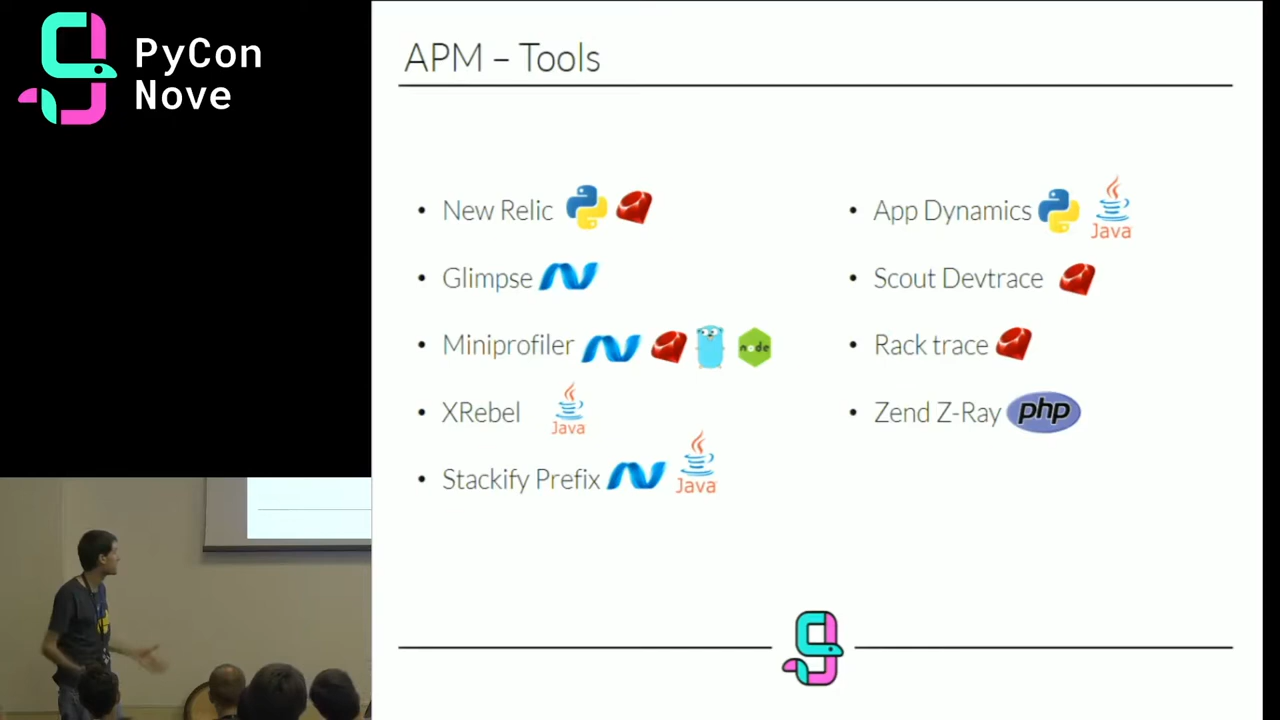 PyCon
Nove
APM – Tools
New Relic
Glimpse
Miniprofiler
node
XRebel
Java
Stackify Prefix
Java
App Dynamics
Java
Scout Devtrace
Rack trace
Zend Z-Ray
php